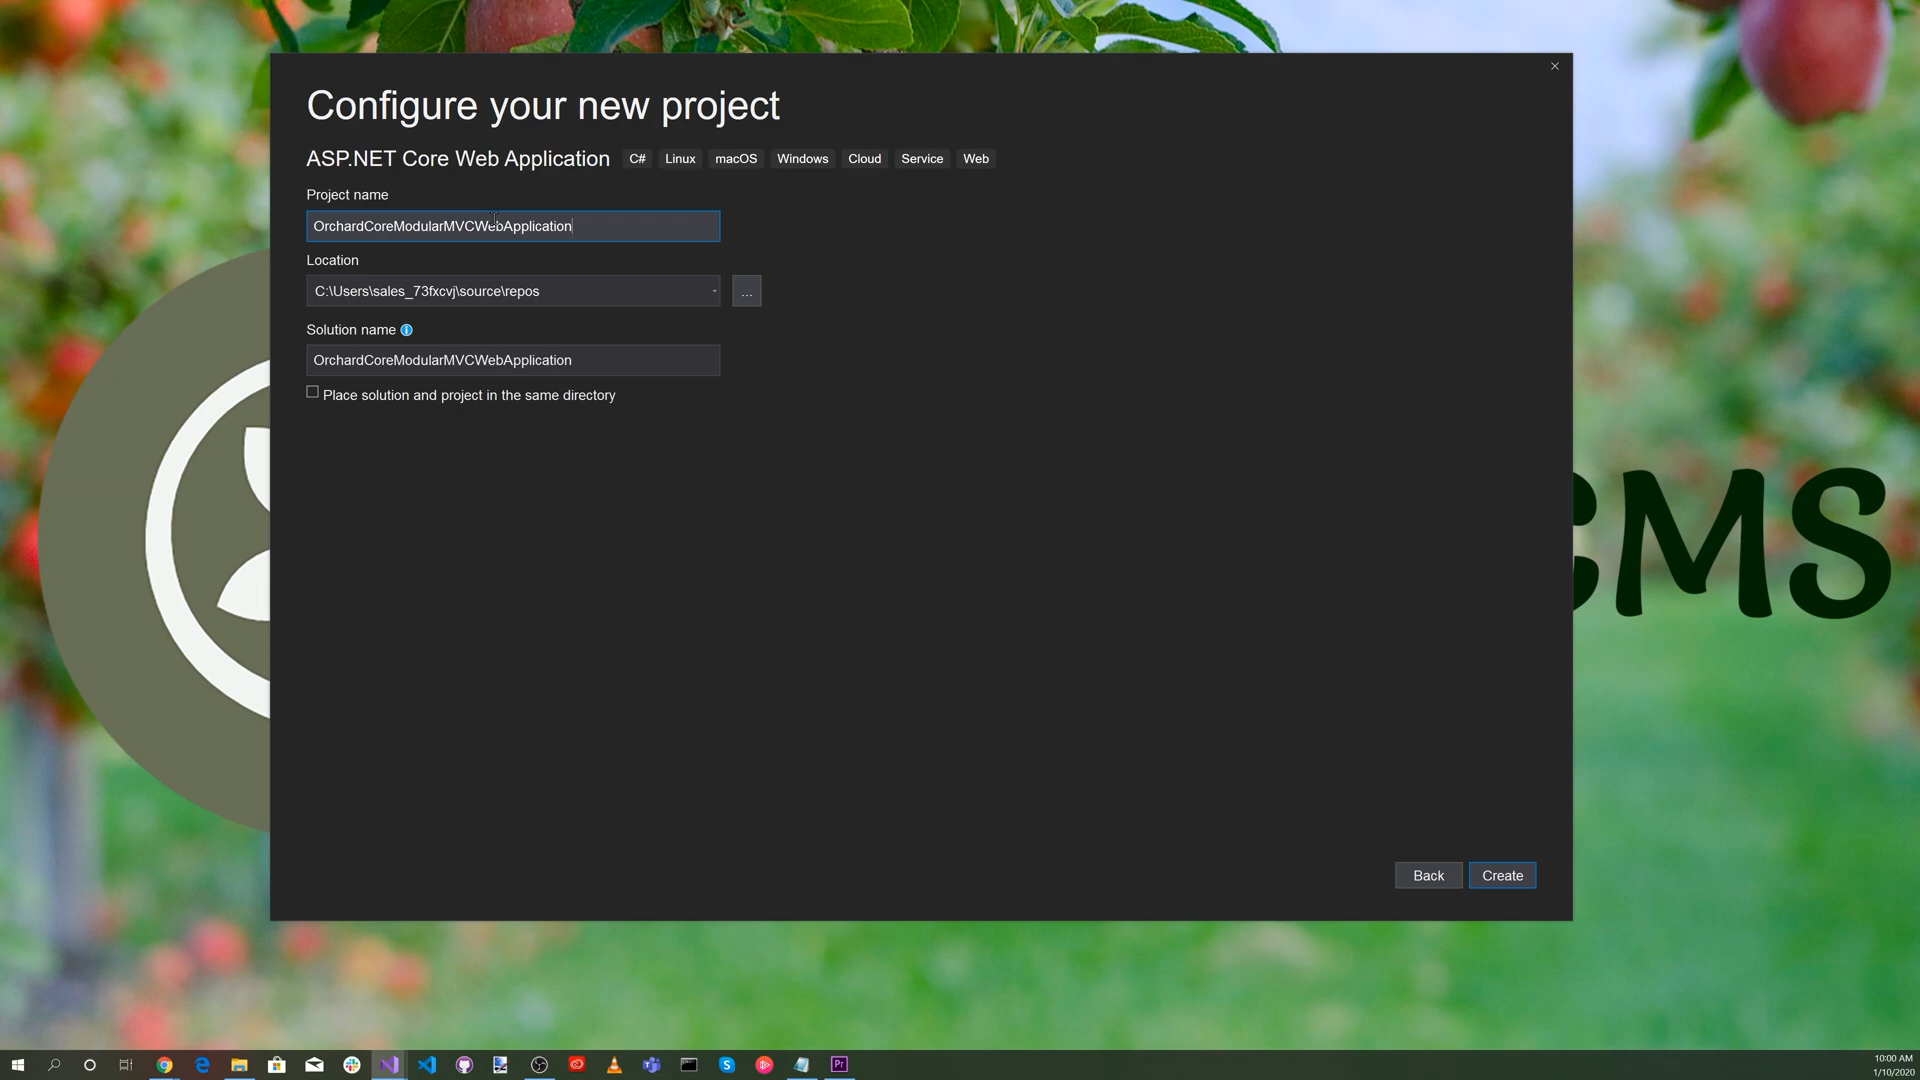 Configure your new project
ASP.NET Core Web Application C# Linux macOS Windows Cloud Service Web
Project name
OrchardCoreModularMVCWebApplication
Location
C:\Users\sales_73fxcvj\source\repos
...
Solution name
OrchardCoreModularMVCWebApplication
Place solution and project in the same directory
CMS
Back
Create
Pr
10:00 AM
1/10/2020